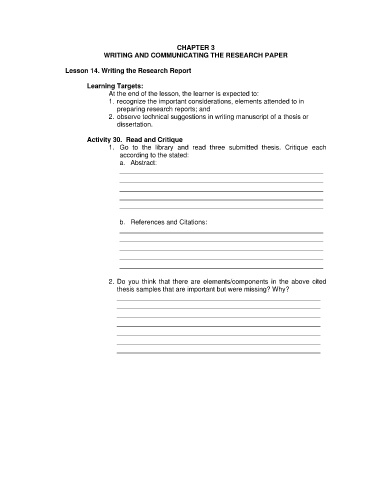 CHAPTER 3
WRITING AND COMMUNICATING THE RESEARCH PAPER
Lesson 14. Writing the Research Report
Learning Targets:
At the end of the lesson, the learner is expected to:
1. recognize the important considerations, elements attended to in
preparing research reports; and
2. observe technical suggestions in writing manuscript of a thesis or
dissertation.
Activity 30. Read and Critique
1. Go to the library and read three submitted thesis. Critique each
according to the stated:
a. Abstract:
b. References and Citations:
2. Do you think that there are elements/components in the above cited
thesis samples that are important but were missing? Why?